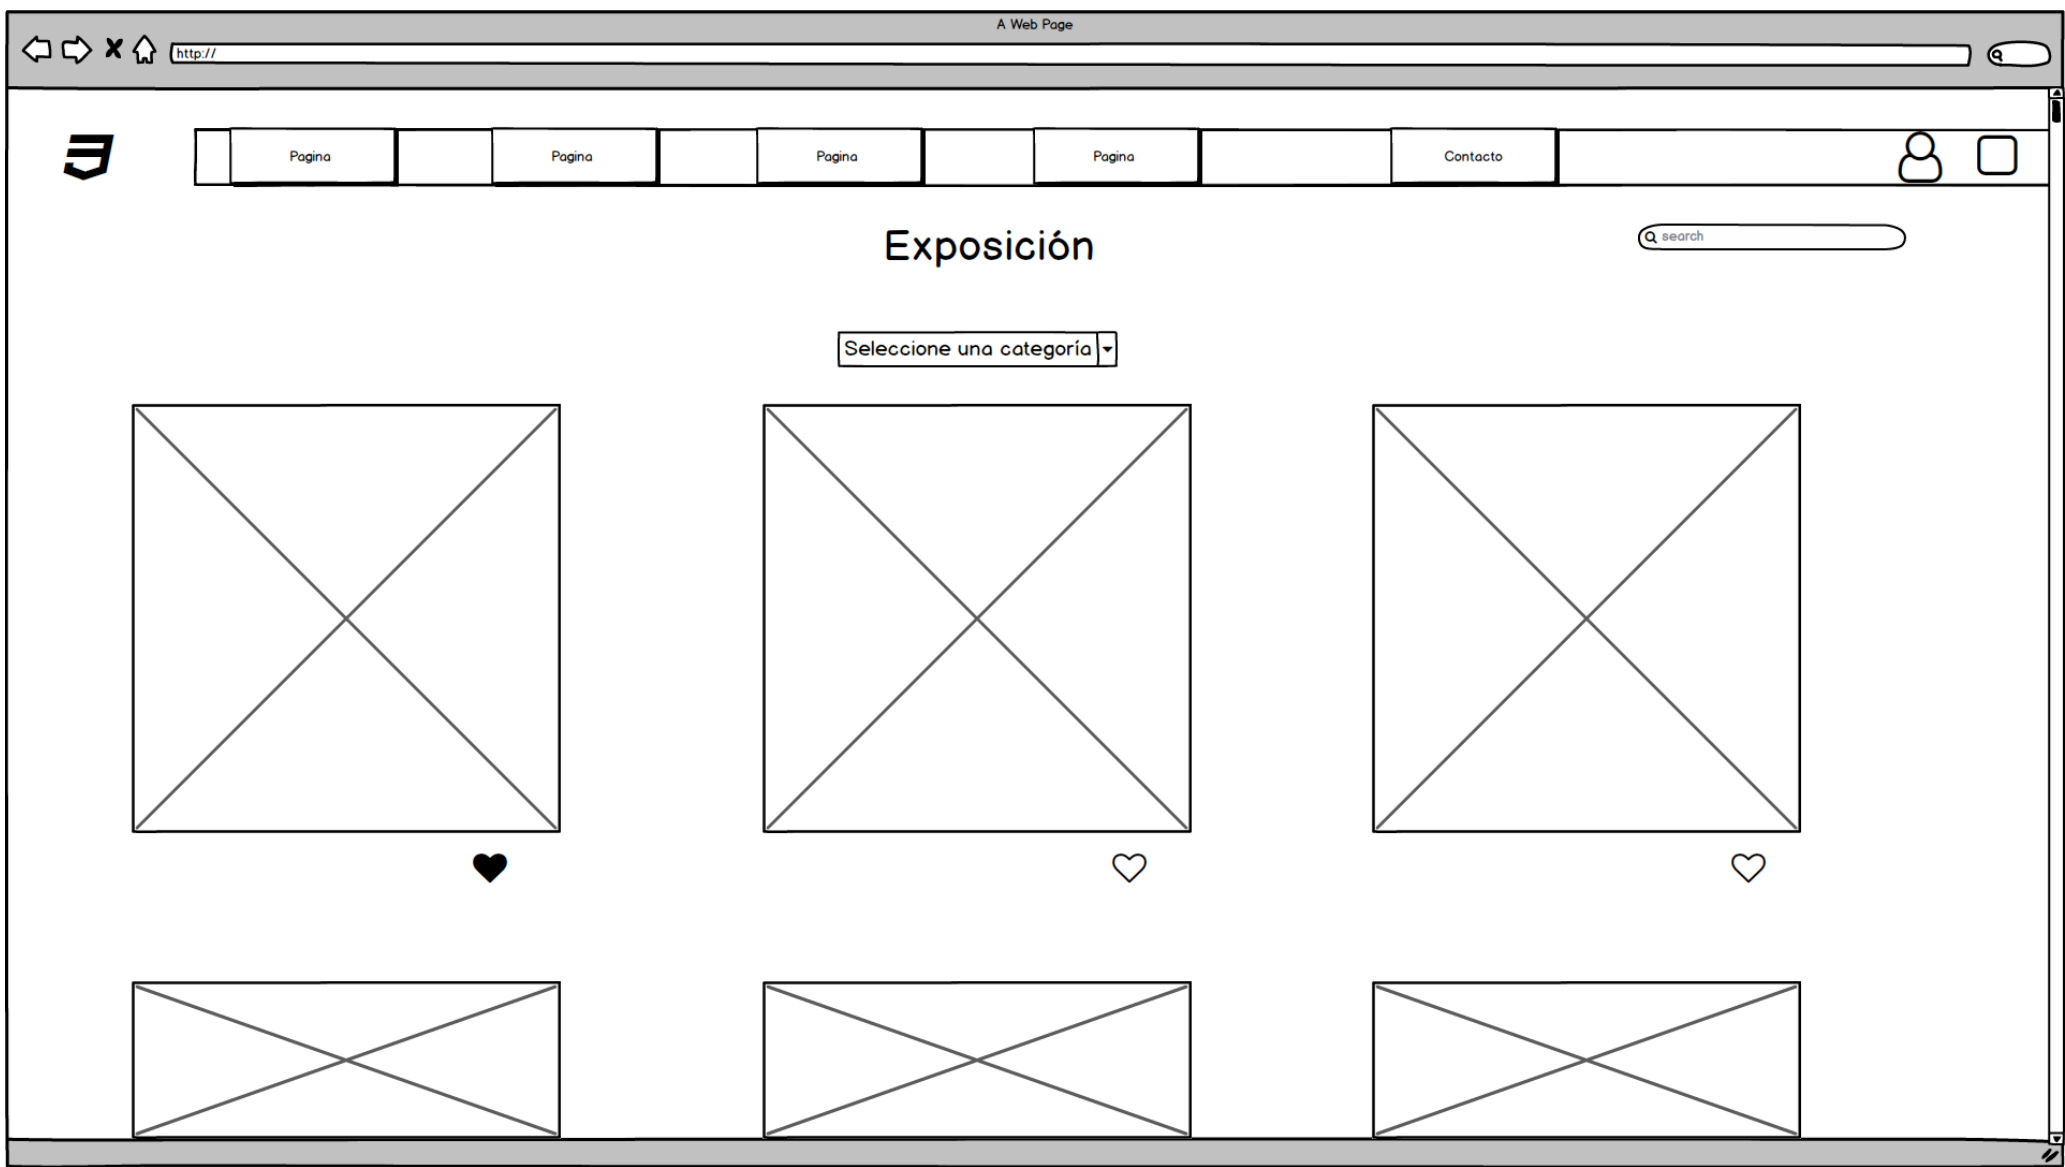 A Web Page
http://
Pagina
Pagina
Pagina
Pagina
Contacto
Exposición
search
Seleccione una categoría